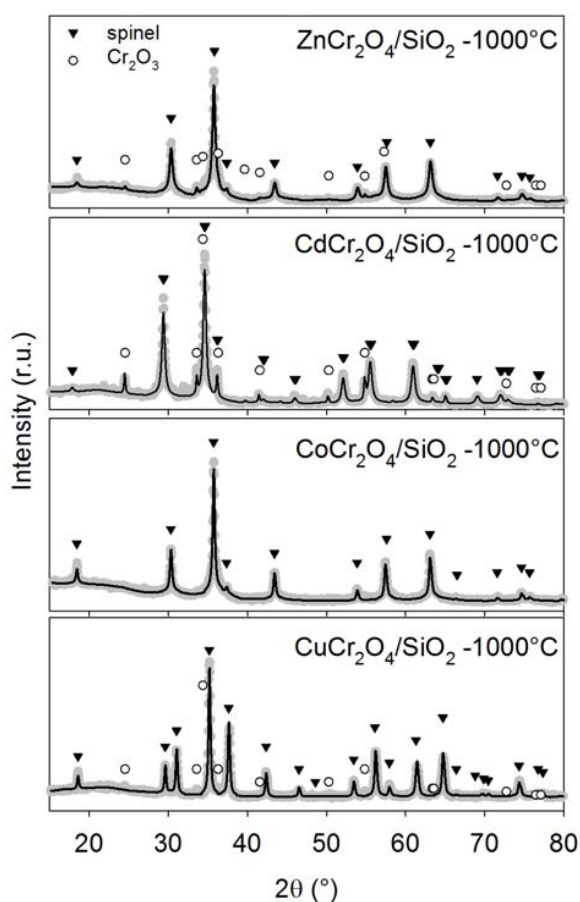 ▼ spinel
○ Cr₂O₃
ZnCr₂O₄/SiO₂ -1000°C
CdCr₂O₄/SiO₂ -1000°C
CoCr₂O₄/SiO₂ -1000°C
CuCr₂O₄/SiO₂ -1000°C
Intensity (r.u.)
20 30 40 50 60 70 80
2θ (°)